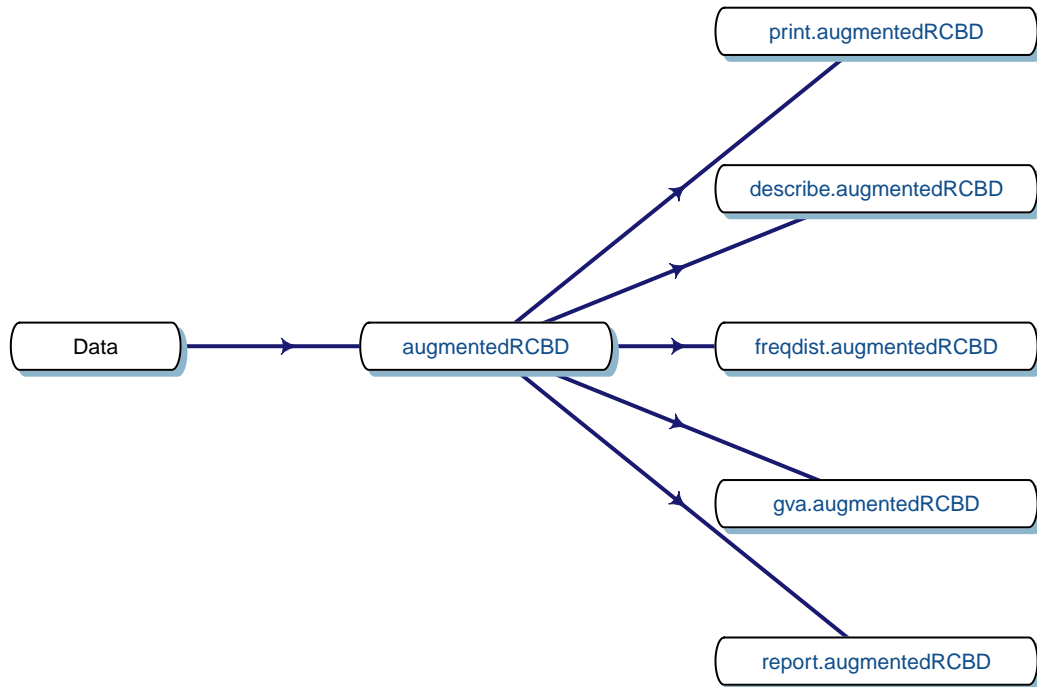 print.augmentedRCBD
describe.augmentedRCBD
Data
augmentedRCBD
freqdist.augmentedRCBD
gva.augmentedRCBD
report.augmentedRCBD